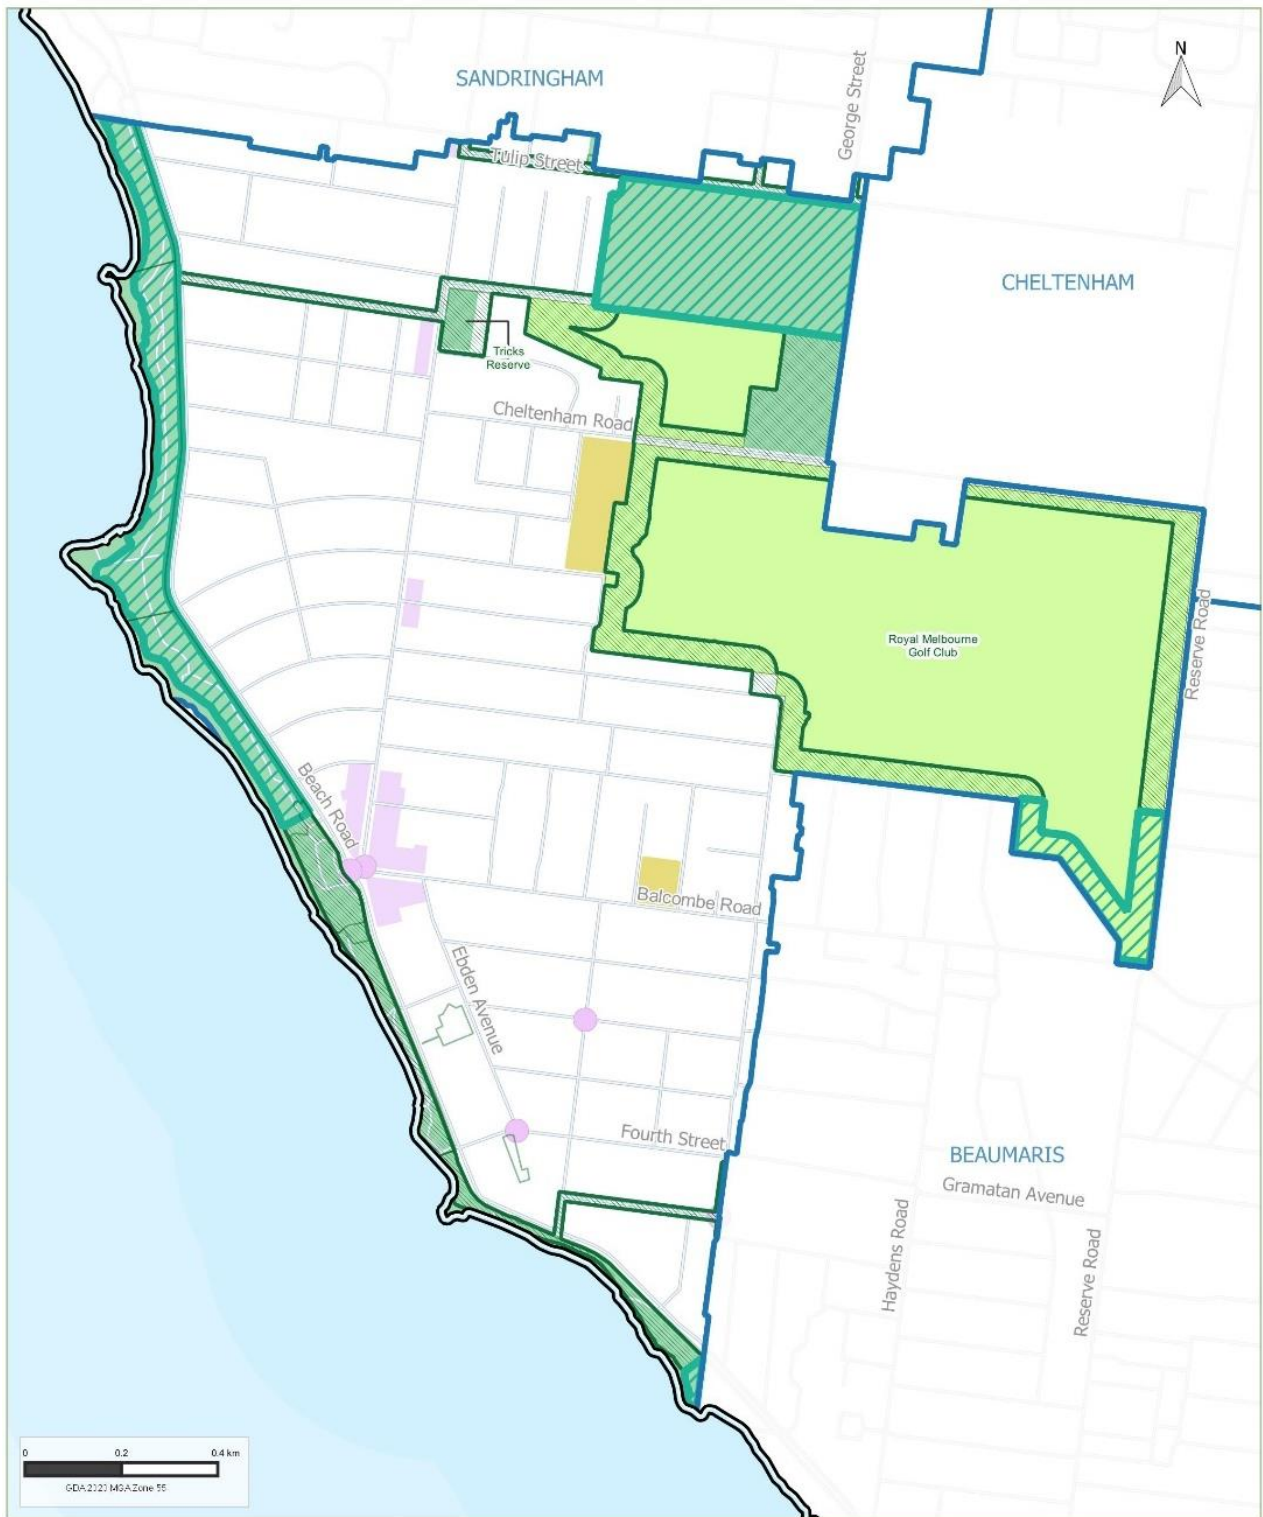 N
SANDRINGHAM
George Street
Tulip Street
CHELTENHAM
Tricks
Reserve
Cheltenham Road
Royal Melbourne
Golf Club
Reserve Road
Beach Road
Balcombe Road
Ebden Avenue
Fourth Street
BEAUMARIS
Gramatan Avenue
Haydens Road
Reserve Road
0 0.2 0.4 km
GDA2020 MGA Zone 55